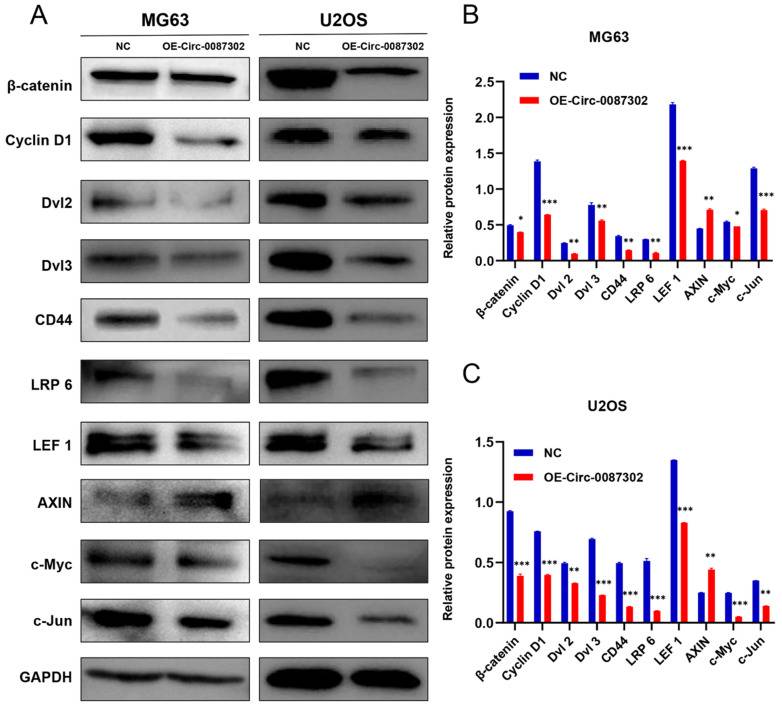 A
MG63
U2OS
NC
OE-Circ-0087302
NC
OE-Circ-0087302
β-catenin
Cyclin D1
Dvl2
Dvl3
CD44
LRP 6
LEF 1
AXIN
c-Myc
c-Jun
GAPDH
B
MG63
NC
OE-Circ-0087302
Relative protein expression
2.5
2.0
1.5
1.0
0.5
0.0
*
***
**
**
**
**
***
**
*
***
β-catenin
Cyclin D1
Dvl 2
Dvl 3
CD44
LRP 6
LEF 1
AXIN
c-Myc
c-Jun
C
U2OS
NC
OE-Circ-0087302
Relative protein expression
1.5
1.0
0.5
0.0
***
***
**
***
***
***
***
**
***
**
β-catenin
Cyclin D1
Dvl 2
Dvl 3
CD44
LRP 6
LEF 1
AXIN
c-Myc
c-Jun